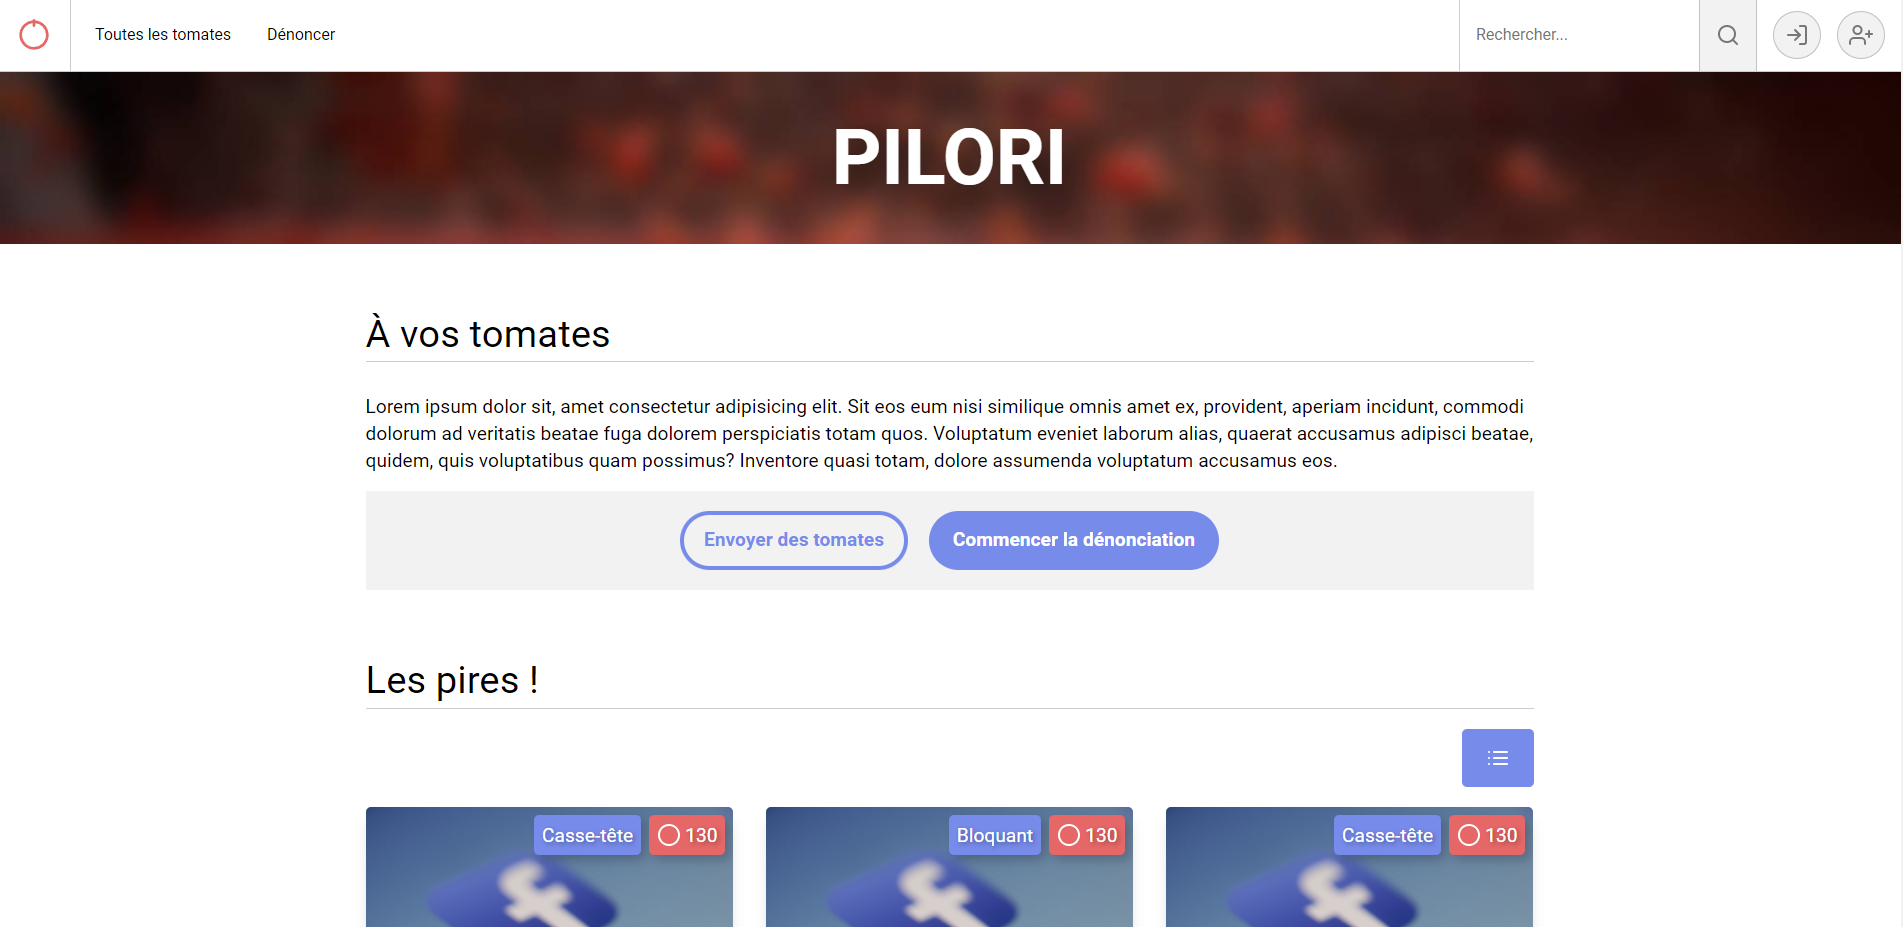 Toutes les tomates Dénoncer Rechercher...
PILORI
À vos tomates
Lorem ipsum dolor sit, amet consectetur adipisicing elit. Sit eos eum nisi similique omnis amet ex, provident, aperiam incidunt, commodi
dolorum ad veritatis beatae fuga dolorem perspiciatis totam quos. Voluptatum eveniet laborum alias, quaerat accusamus adipisci beatae,
quidem, quis voluptatibus quam possimus? Inventore quasi totam, dolore assumenda voluptatum accusamus eos.
Envoyer des tomates Commencer la dénonciation
Les pires !
Casse-tête 130 Bloquant 130 Casse-tête 130